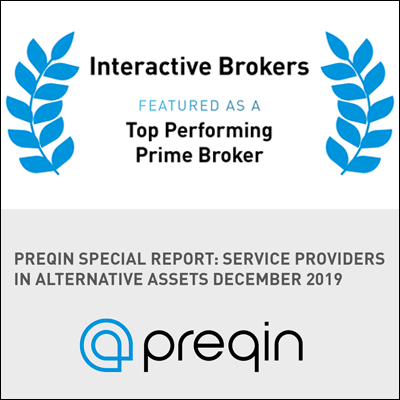 Interactive Brokers
FEATURED AS A
Top Performing
Prime Broker
PREQIN SPECIAL REPORT: SERVICE PROVIDERS
IN ALTERNATIVE ASSETS DECEMBER 2019
preqin